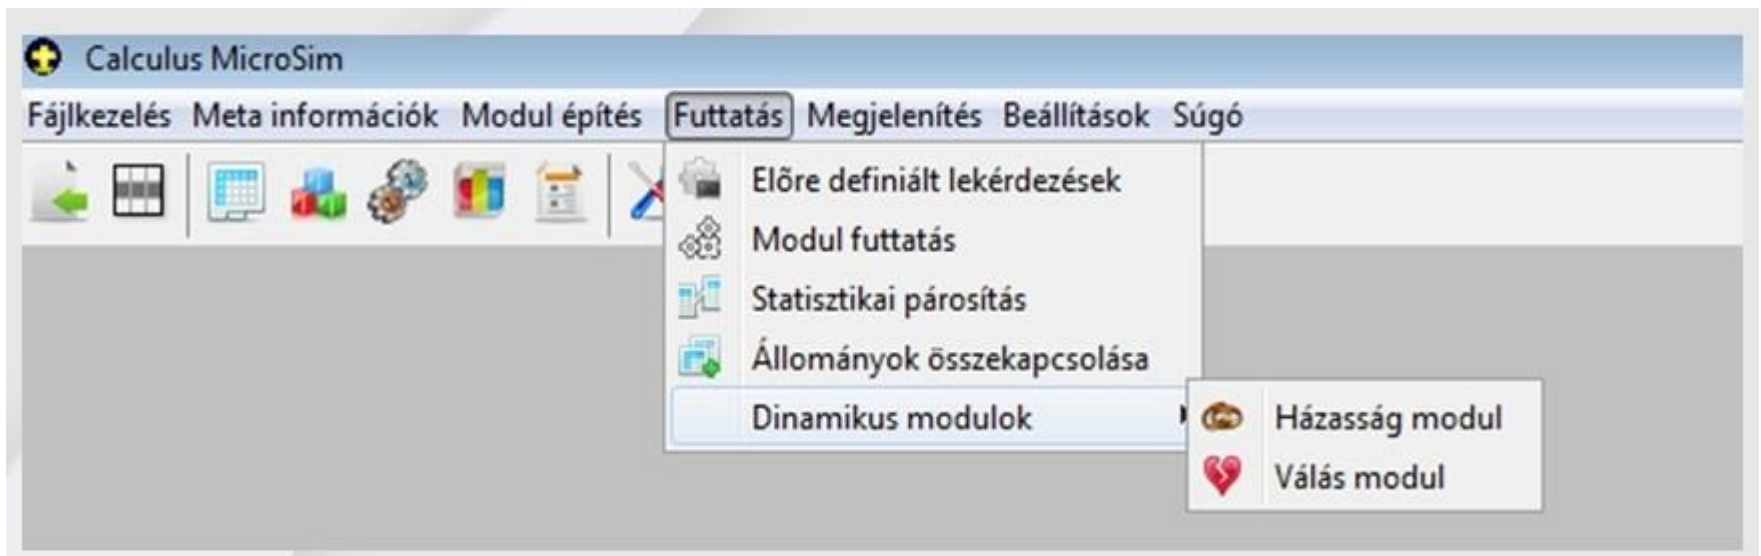 Calculus MicroSim
Fájlkezelés Meta információk Modul építés Futtatás Megjelenítés Beállítások Súgó
Elõre definiált lekérdezések
Modul futtatás
Statisztikai párosítás
Állományok összekapcsolása
Dinamikus modulok
Házasság modul
Válás modul